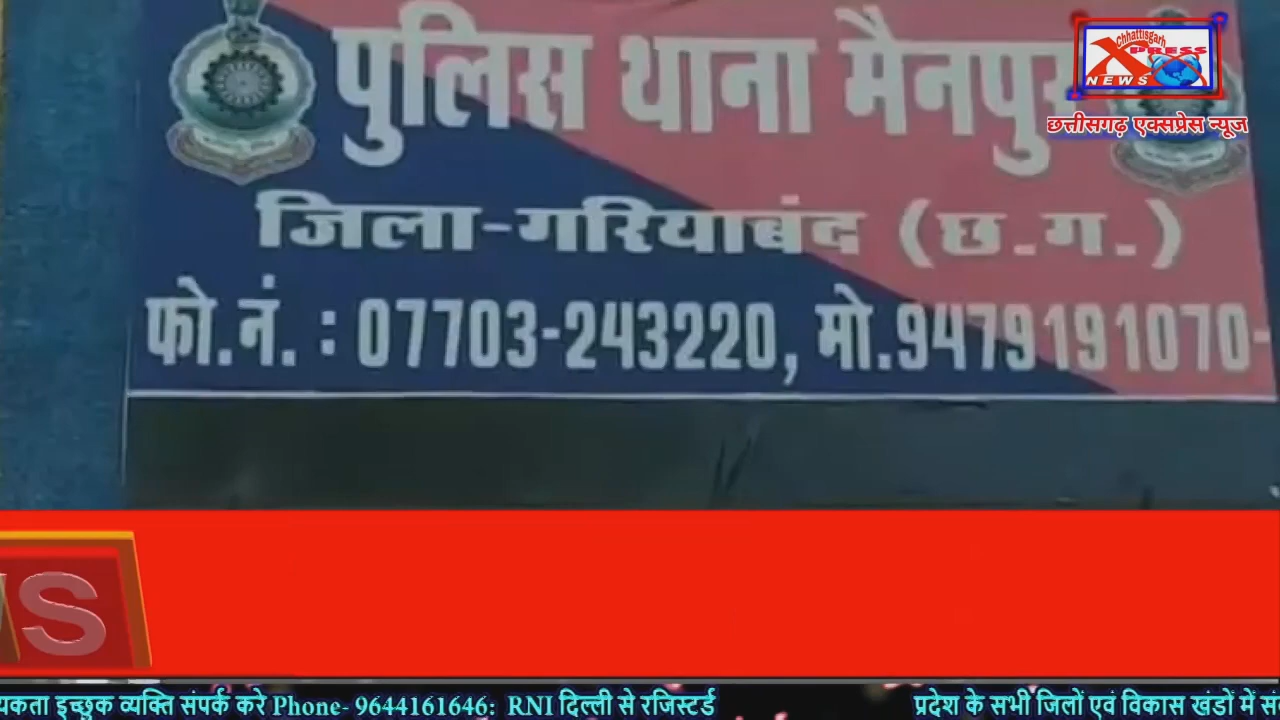 पुलिस थाना मैनपुर
Chhattisgarh
XPRESS
NEWS
छत्तीसगढ़ एक्सप्रेस न्यूज
जिला-गरियाबंद (छ.ग.)
फो.नं. : 07703-243220, मो.9479191070-
S
यकता इच्छुक व्यक्ति संपर्क करे Phone- 9644161646: RNI दिल्ली से रजिस्टर्ड प्रदेश के सभी जिलों एवं विकास खंडों में सं